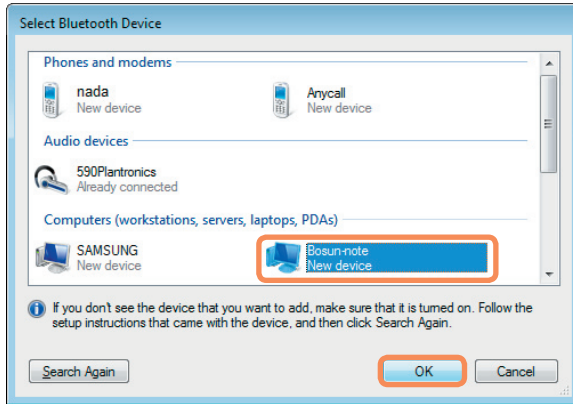 Select Bluetooth Device
Phones and modems
nada
New device
Anycall
New device
Audio devices
590Plantronics
Already connected
Computers (workstations, servers, laptops, PDAs)
SAMSUNG
New device
Bosun-note
New device
If you don't see the device that you want to add, make sure that it is turned on. Follow the
setup instructions that came with the device, and then click Search Again.
Search Again
OK
Cancel